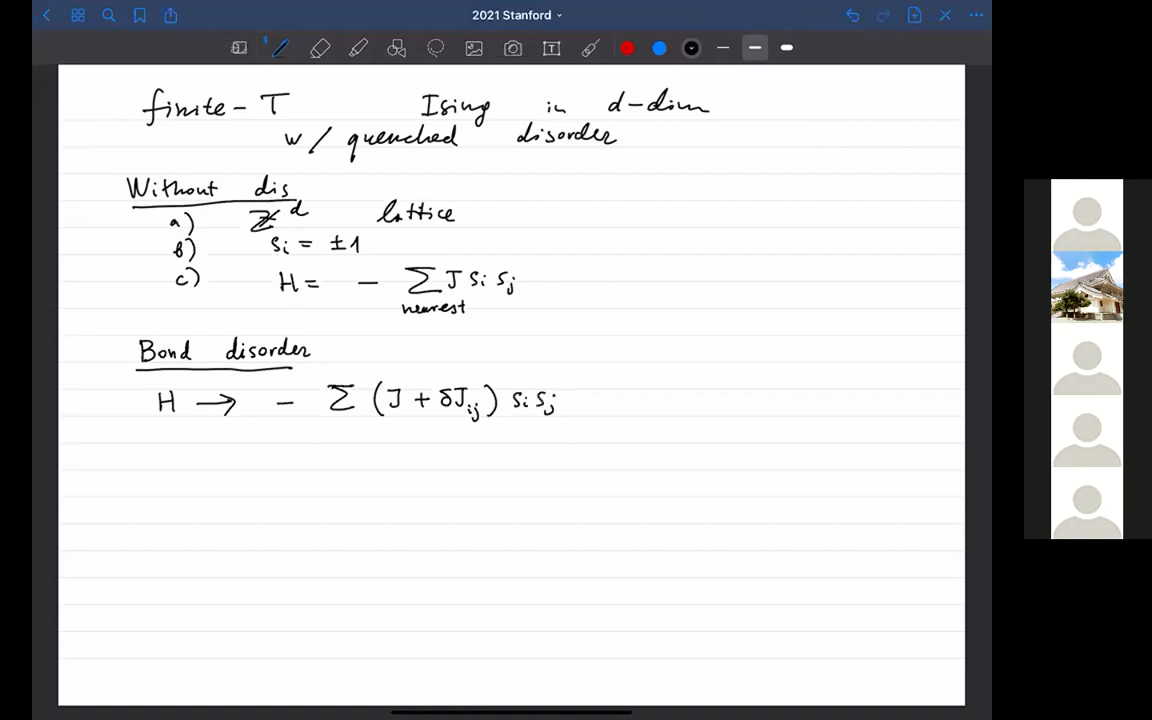 2021 Stanford
finite-T Ising in d-dim
w/ quenched disorder
Without dis
a) ℤ^d lattice
b) s_i = ±1
c) H = - ∑ J s_i s_j
nearest
Bond disorder
H → - ∑ (J + δJ_ij) s_i s_j